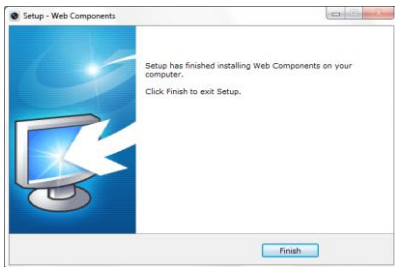 Setup - Web Components
Setup has finished installing Web Components on your
computer.
Click Finish to exit Setup.
Finish